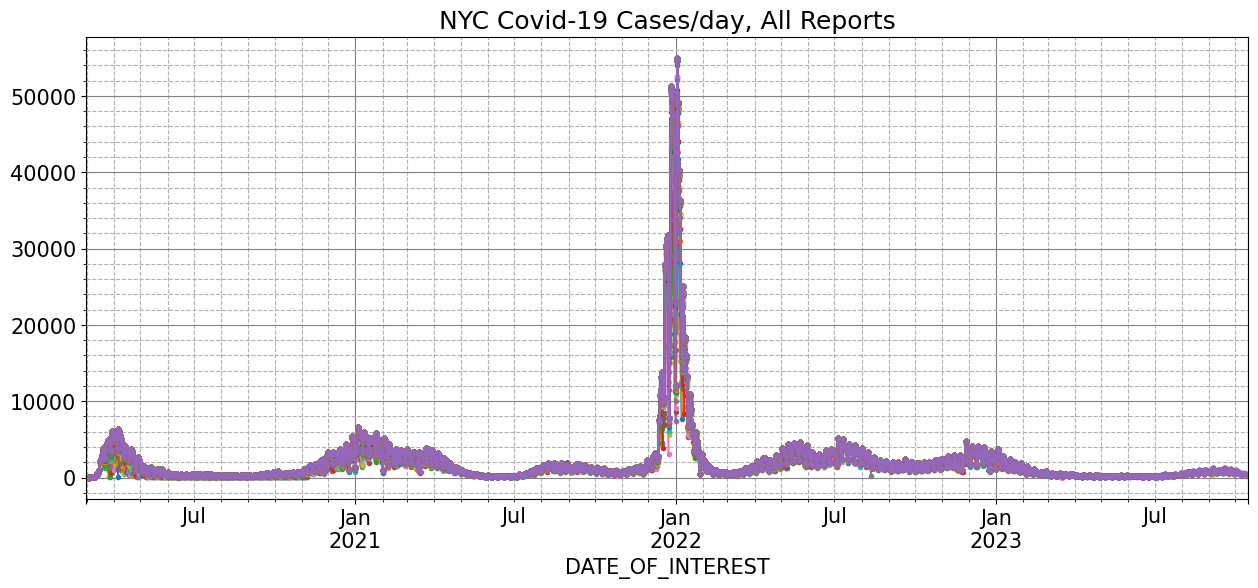 NYC Covid-19 Cases/day, All Reports
50000
40000
30000
20000
10000
0
Jul Jan Jul Jan Jul Jan Jul
2021 2022 2023
DATE_OF_INTEREST